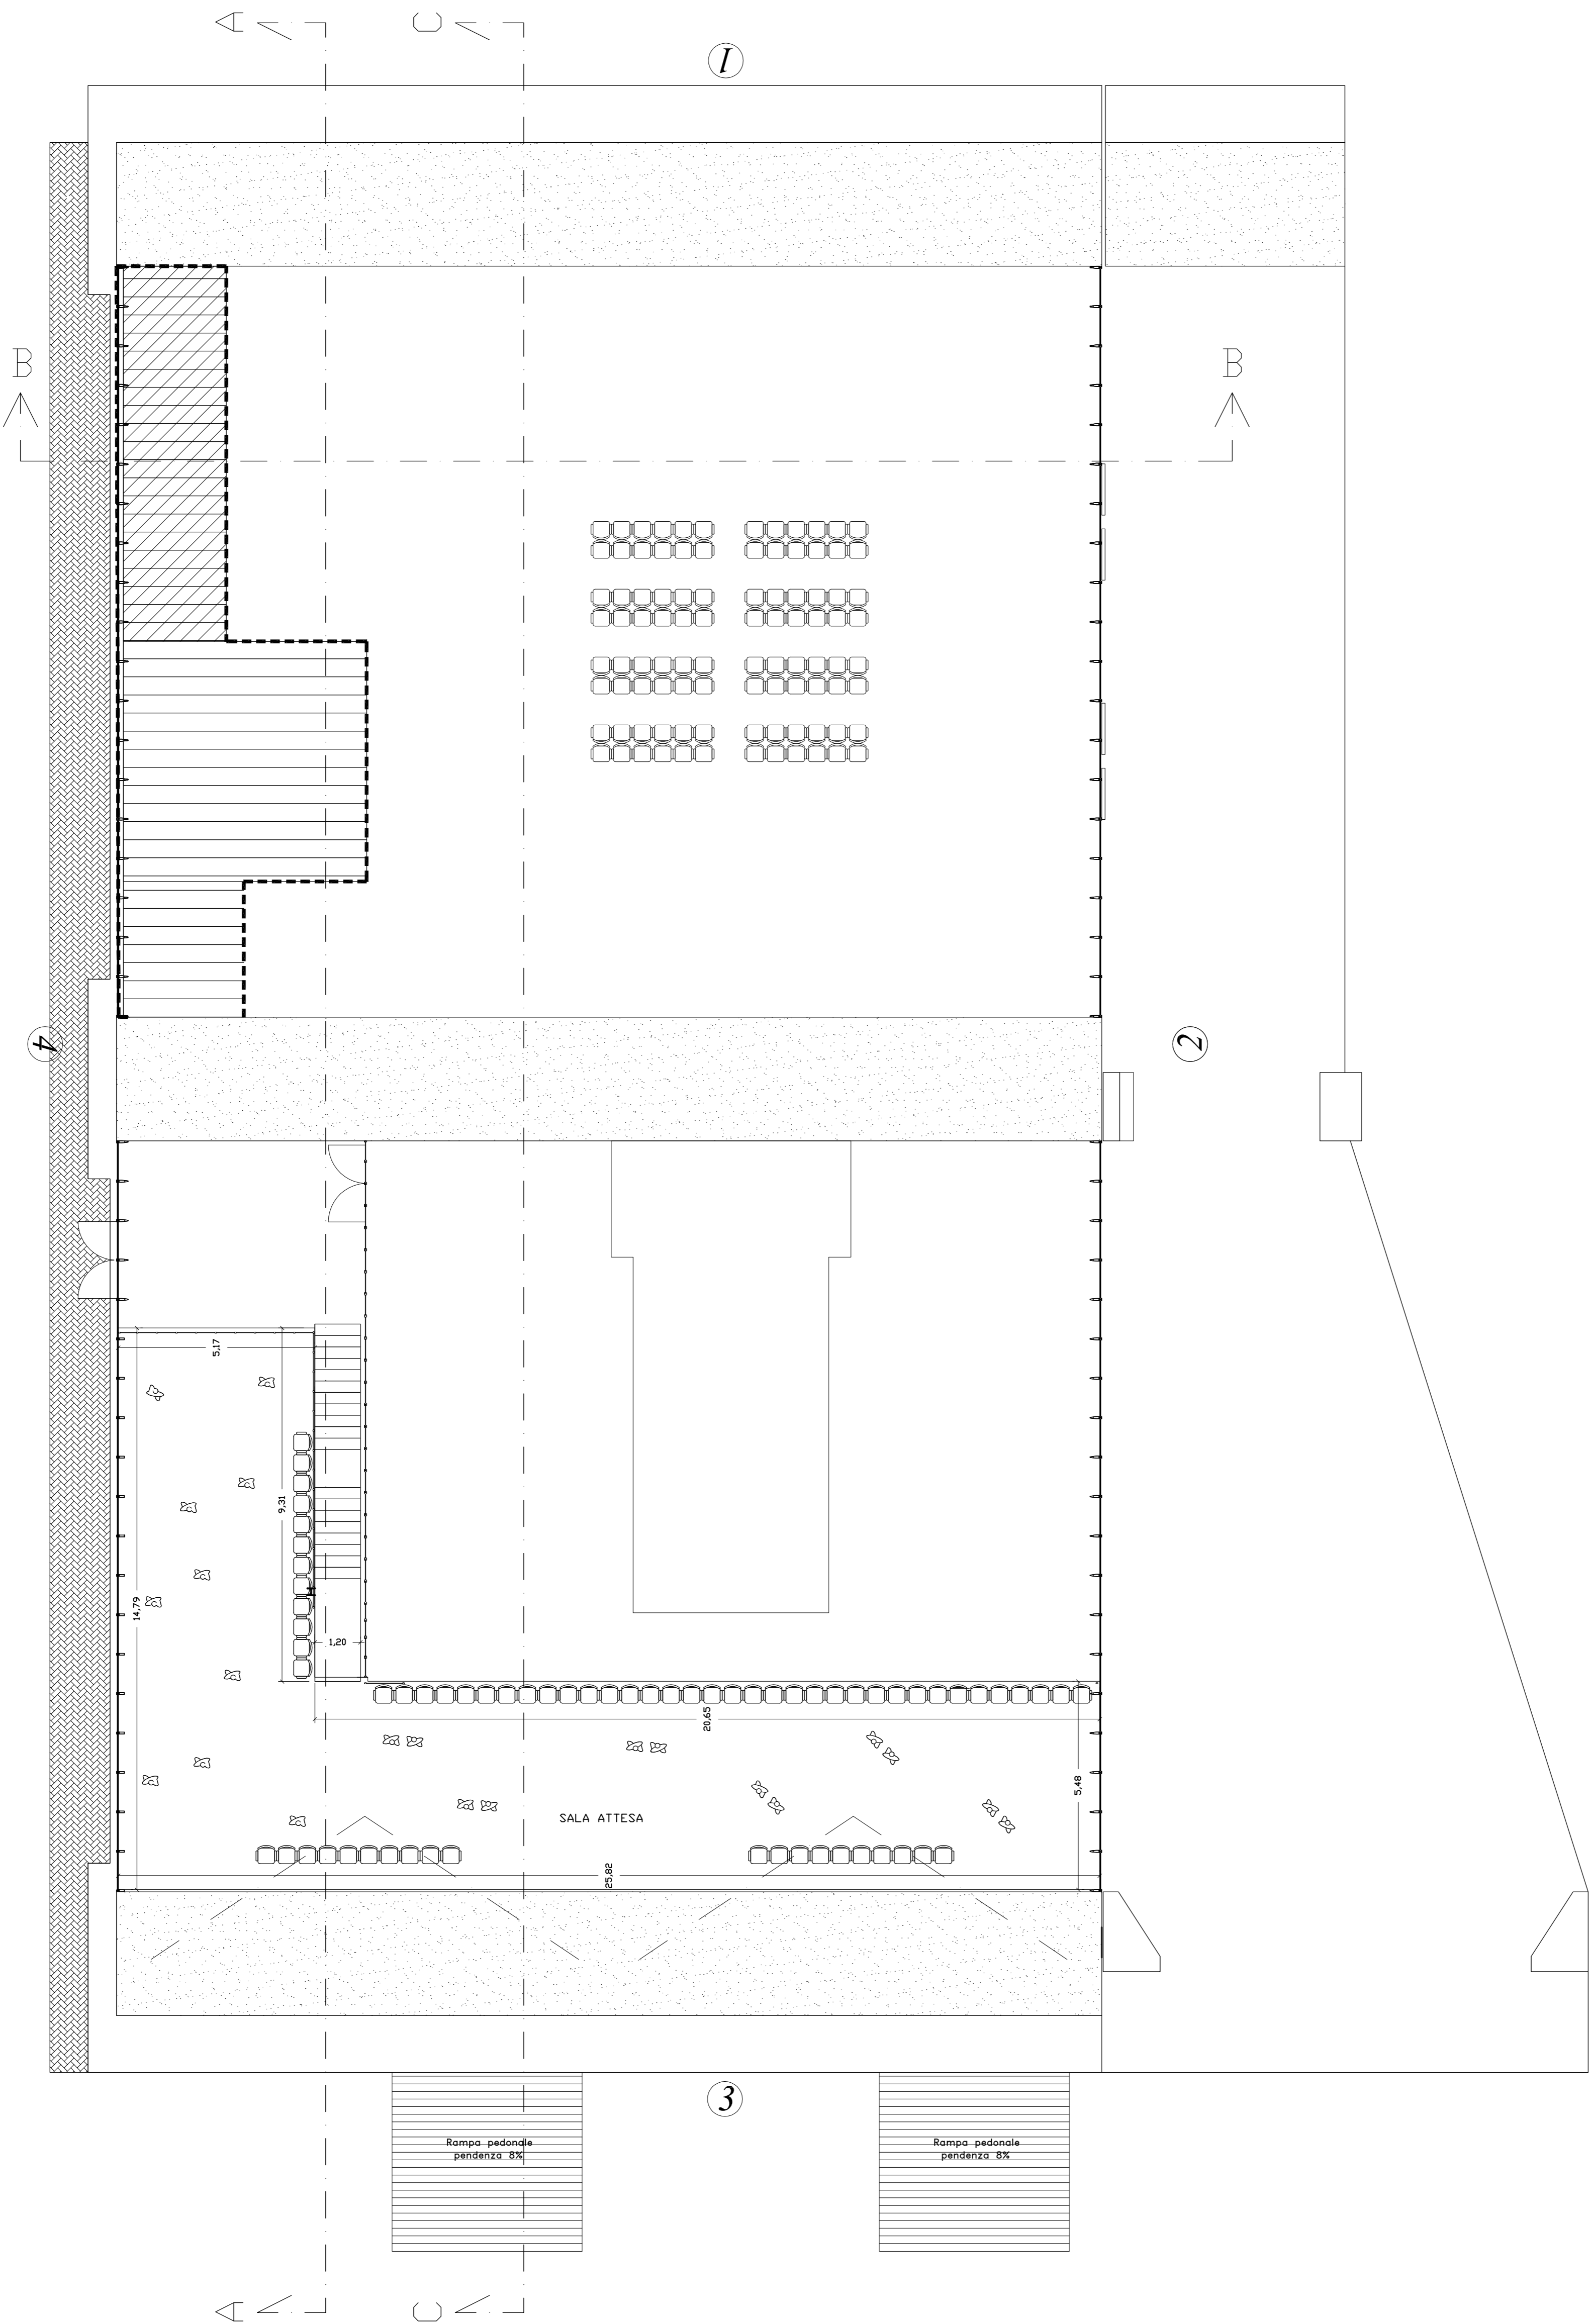 A
C
1
B
B
4
2
5,17
9,31
14,79
1,20
20,65
5,48
SALA ATTESA
25,82
3
Rampa pedonale
pendenza 8%
Rampa pedonale
pendenza 8%
A
C